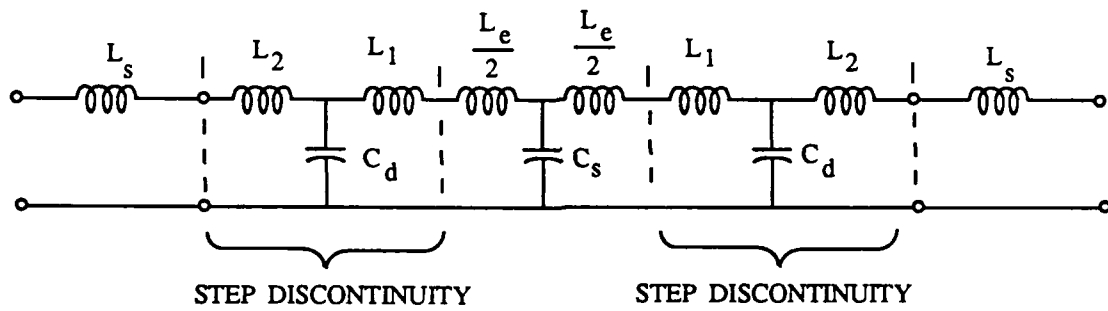 L_s
L_2
L_1
L_e
2
L_e
2
L_1
L_2
L_s
C_d
C_s
C_d
STEP DISCONTINUITY
STEP DISCONTINUITY